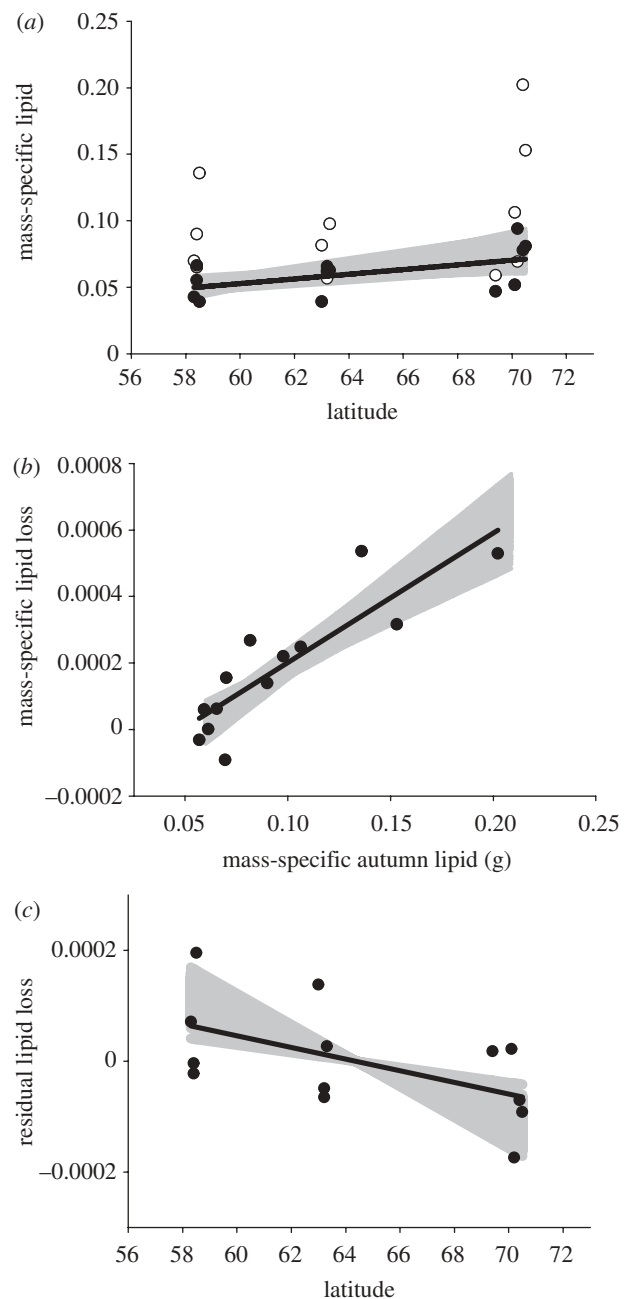 (a)
0.25
0.20
0.15
0.10
0.05
0
mass-specific lipid
56 58 60 62 64 66 68 70 72
latitude
(b)
0.0008
0.0006
0.0004
0.0002
0
–0.0002
mass-specific lipid loss
0.05 0.10 0.15 0.20 0.25
mass-specific autumn lipid (g)
(c)
0.0002
0
–0.0002
residual lipid loss
56 58 60 62 64 66 68 70 72
latitude